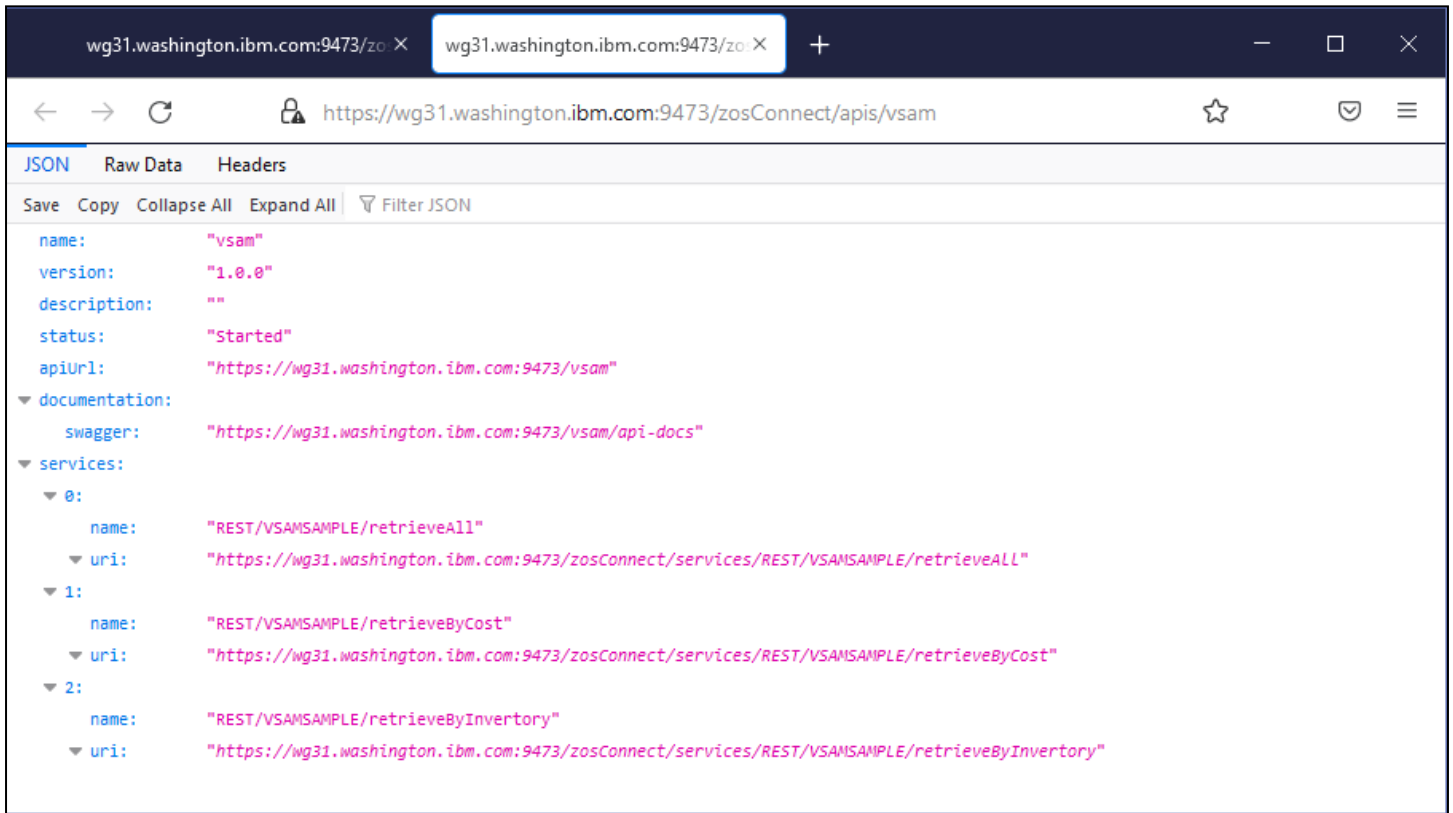 wg31.washington.ibm.com:9473/zo
wg31.washington.ibm.com:9473/zo
https://wg31.washington.ibm.com:9473/zosConnect/apis/vsam
JSON Raw Data Headers
Save Copy Collapse All Expand All Filter JSON
name: "vsam"
version: "1.0.0"
description: ""
status: "Started"
apiUrl: "https://wg31.washington.ibm.com:9473/vsam"
documentation:
swagger: "https://wg31.washington.ibm.com:9473/vsam/api-docs"
services:
0:
name: "REST/VSAMSAMPLE/retrieveAll"
uri: "https://wg31.washington.ibm.com:9473/zosConnect/services/REST/VSAMSAMPLE/retrieveAll"
1:
name: "REST/VSAMSAMPLE/retrieveByCost"
uri: "https://wg31.washington.ibm.com:9473/zosConnect/services/REST/VSAMSAMPLE/retrieveByCost"
2:
name: "REST/VSAMSAMPLE/retrieveByInvertory"
uri: "https://wg31.washington.ibm.com:9473/zosConnect/services/REST/VSAMSAMPLE/retrieveByInvertory"